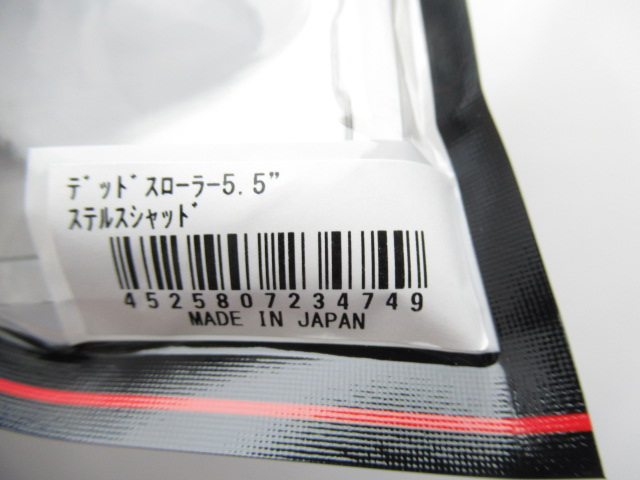 ﾃﾞｯﾄﾞｽﾛｰﾗｰ5.5"
ｽﾃﾙｽｼｬｯﾄﾞ
4525807234749
MADE IN JAPAN